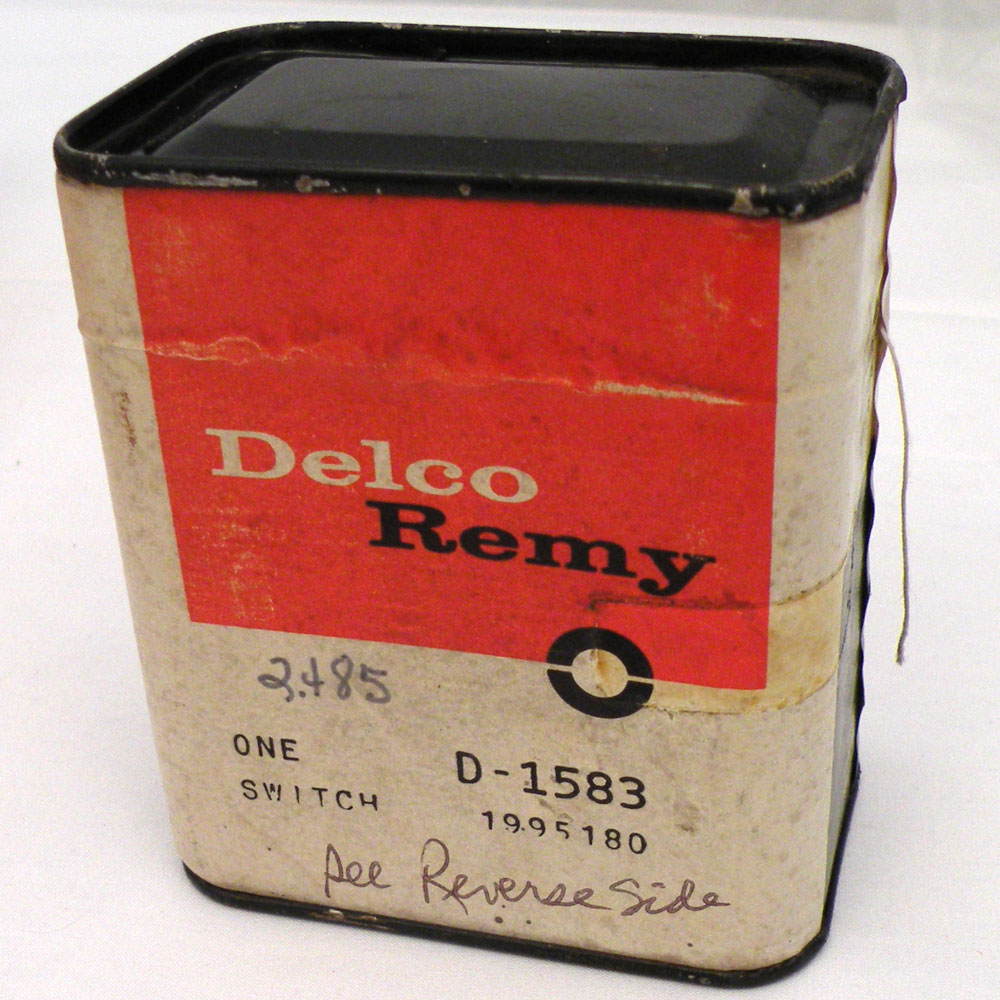 Delco
Remy
2.485
ONE
SWITCH
D-1583
1995180
see Reverse Side